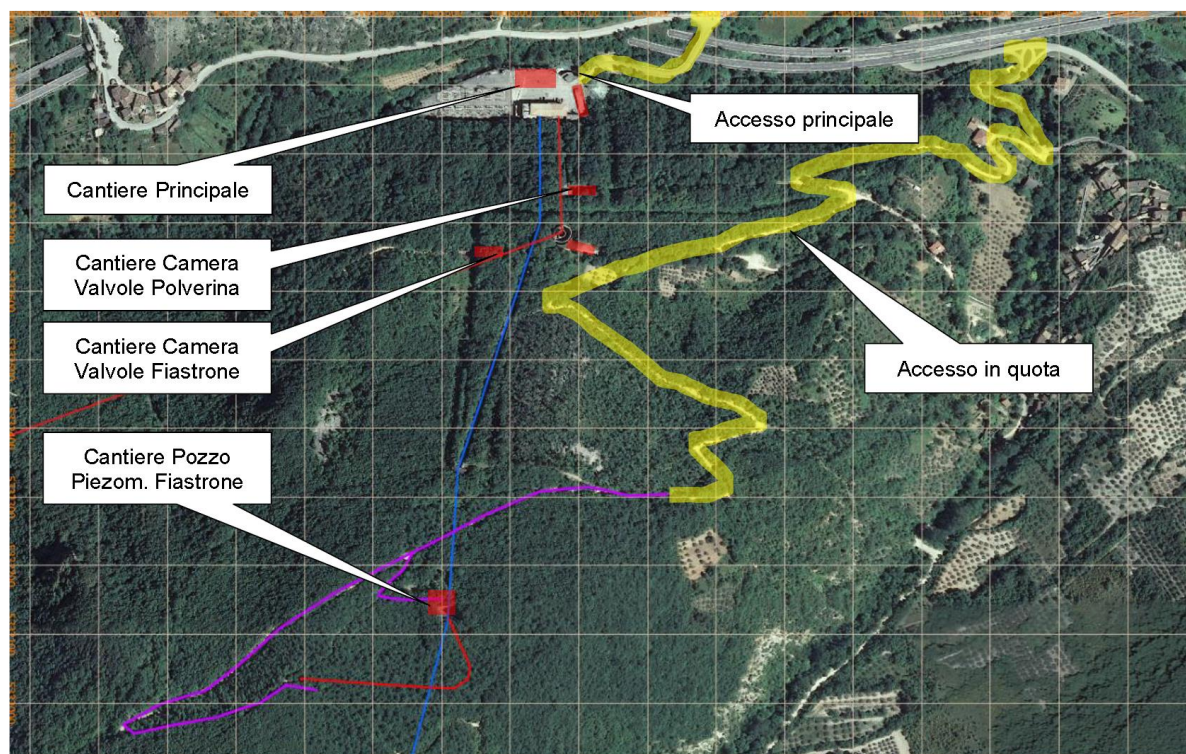 Accesso principale
Cantiere Principale
Cantiere Camera
Valvole Polverina
Cantiere Camera
Valvole Fiastrone
Accesso in quota
Cantiere Pozzo
Piezom. Fiastrone